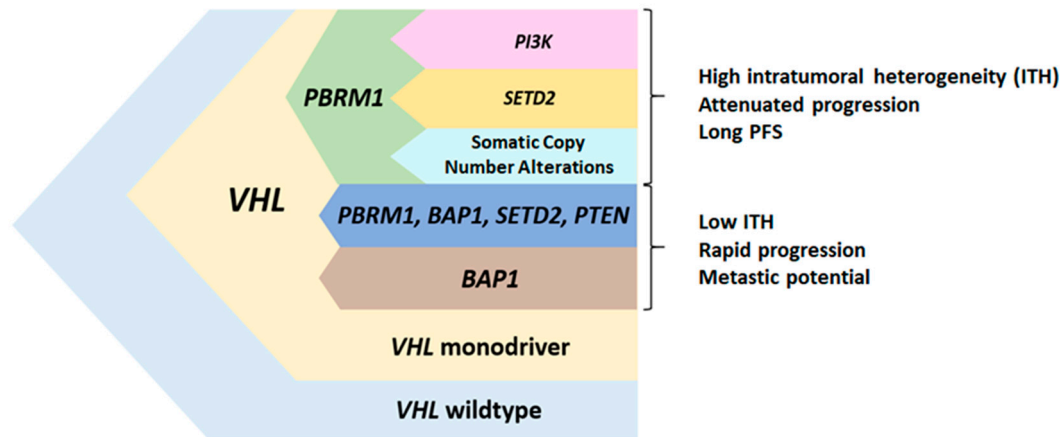 PI3K
PBRM1
SETD2
Somatic Copy
Number Alterations
High intratumoral heterogeneity (ITH)
Attenuated progression
Long PFS
VHL
PBRM1, BAP1, SETD2, PTEN
BAP1
Low ITH
Rapid progression
Metastic potential
VHL monodriver
VHL wildtype